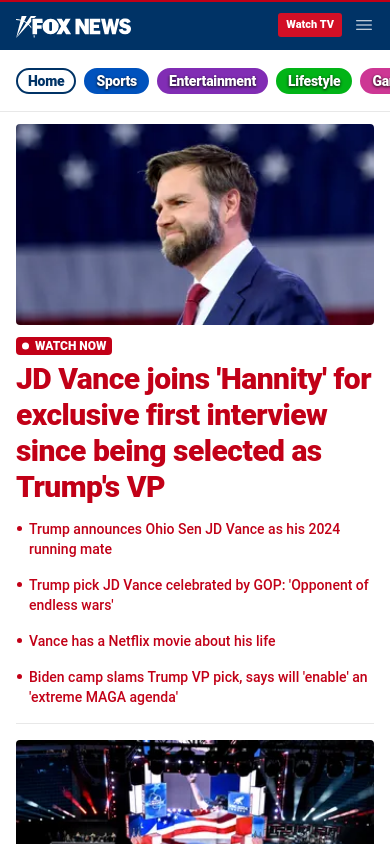 FOX NEWS
Watch TV
Home
Sports
Entertainment
Lifestyle
WATCH NOW
JD Vance joins 'Hannity' for
exclusive first interview
since being selected as
Trump's VP
• Trump announces Ohio Sen JD Vance as his 2024
running mate
• Trump pick JD Vance celebrated by GOP: 'Opponent of
endless wars'
• Vance has a Netflix movie about his life
• Biden camp slams Trump VP pick, says will 'enable' an
'extreme MAGA agenda'